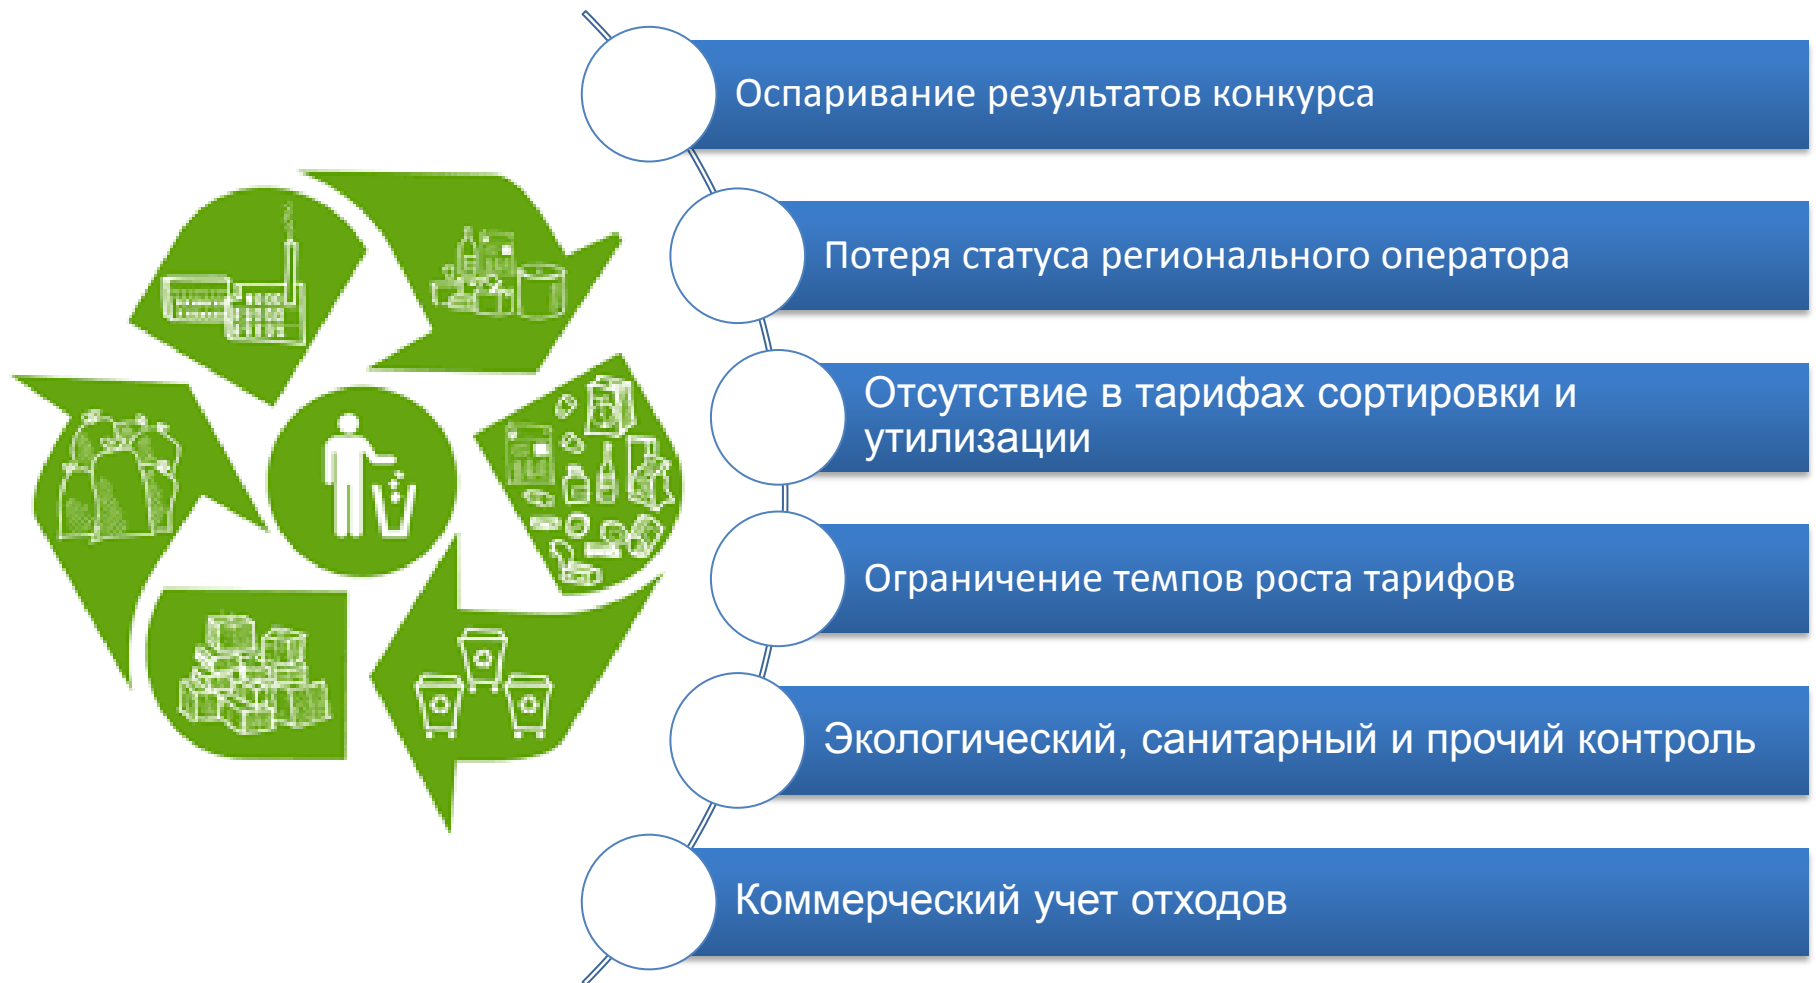 Оспаривание результатов конкурса
Потеря статуса регионального оператора
Отсутствие в тарифах сортировки и
утилизации
Ограничение темпов роста тарифов
Экологический, санитарный и прочий контроль
Коммерческий учет отходов